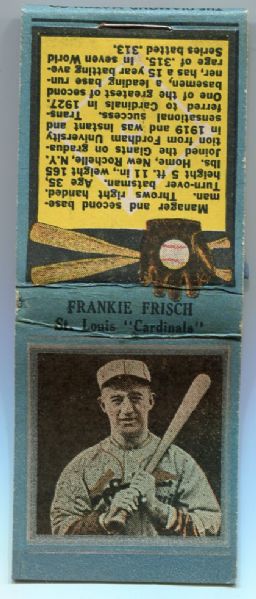 Manager and second base-
man. Throws right handed.
Turn-over batsman. Age 35,
5 feet 11 ft. in., weight 165
lbs. Home, New Rochelle, N.Y.
Joined the Giants on gradua-
tion from Fordham University
in 1919 and was instant and
sensational success. Trans-
ferred to Cardinals in 1927.
One of the greatest of second
basemen, a leading base run-
ner, has a 15 year batting ave-
rage of .315. In seven World
Series batted .313.
FRANKIE FRISCH
St. Louis "Cardinals"